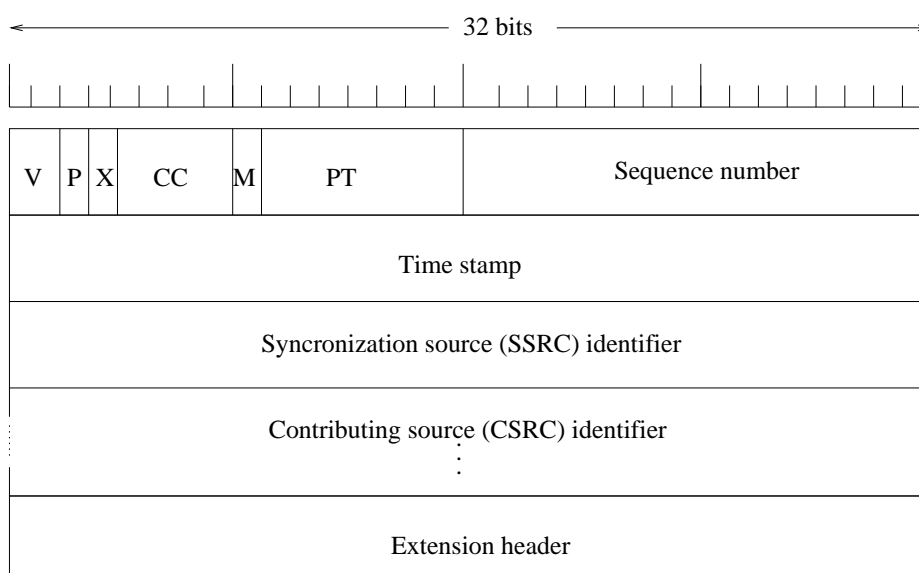 32 bits
V P X CC M PT Sequence number
Time stamp
Syncronization source (SSRC) identifier
Contributing source (CSRC) identifier
Extension header